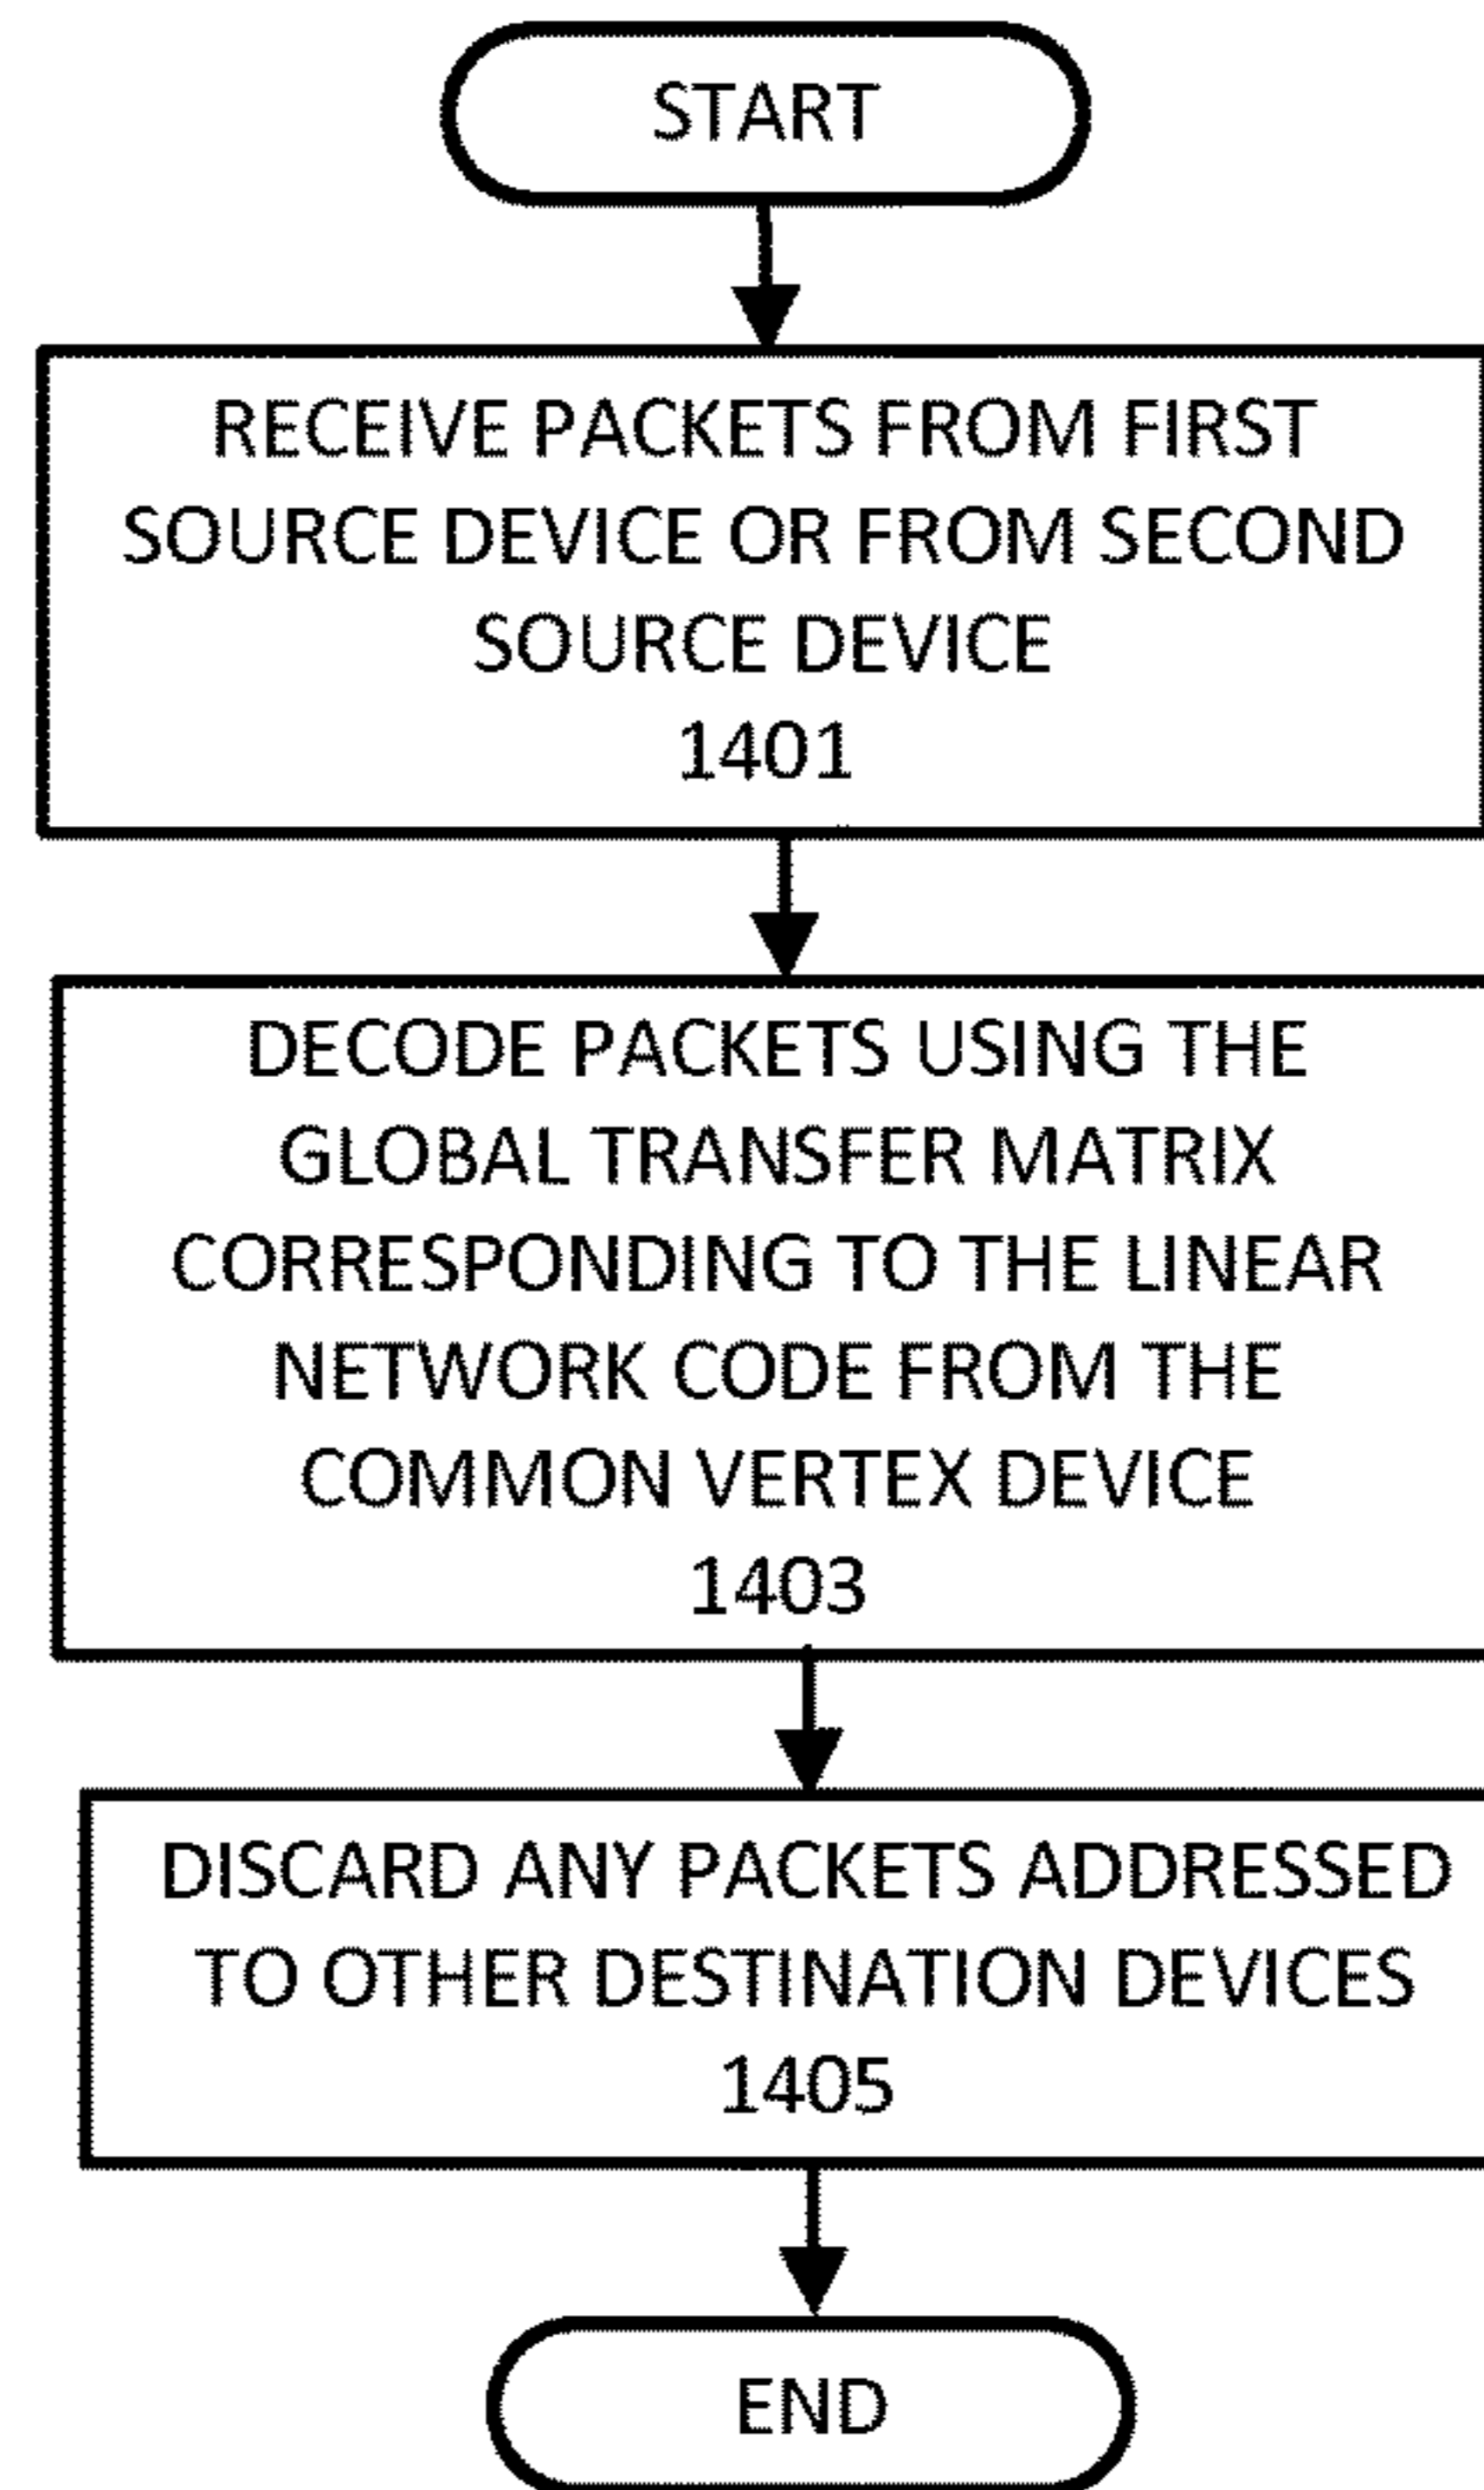 START
RECEIVE PACKETS FROM FIRST
SOURCE DEVICE OR FROM SECOND
SOURCE DEVICE
1401
DECODE PACKETS USING THE
GLOBAL TRANSFER MATRIX
CORRESPONDING TO THE LINEAR
NETWORK CODE FROM THE
COMMON VERTEX DEVICE
1403
DISCARD ANY PACKETS ADDRESSED
TO OTHER DESTINATION DEVICES
1405
END